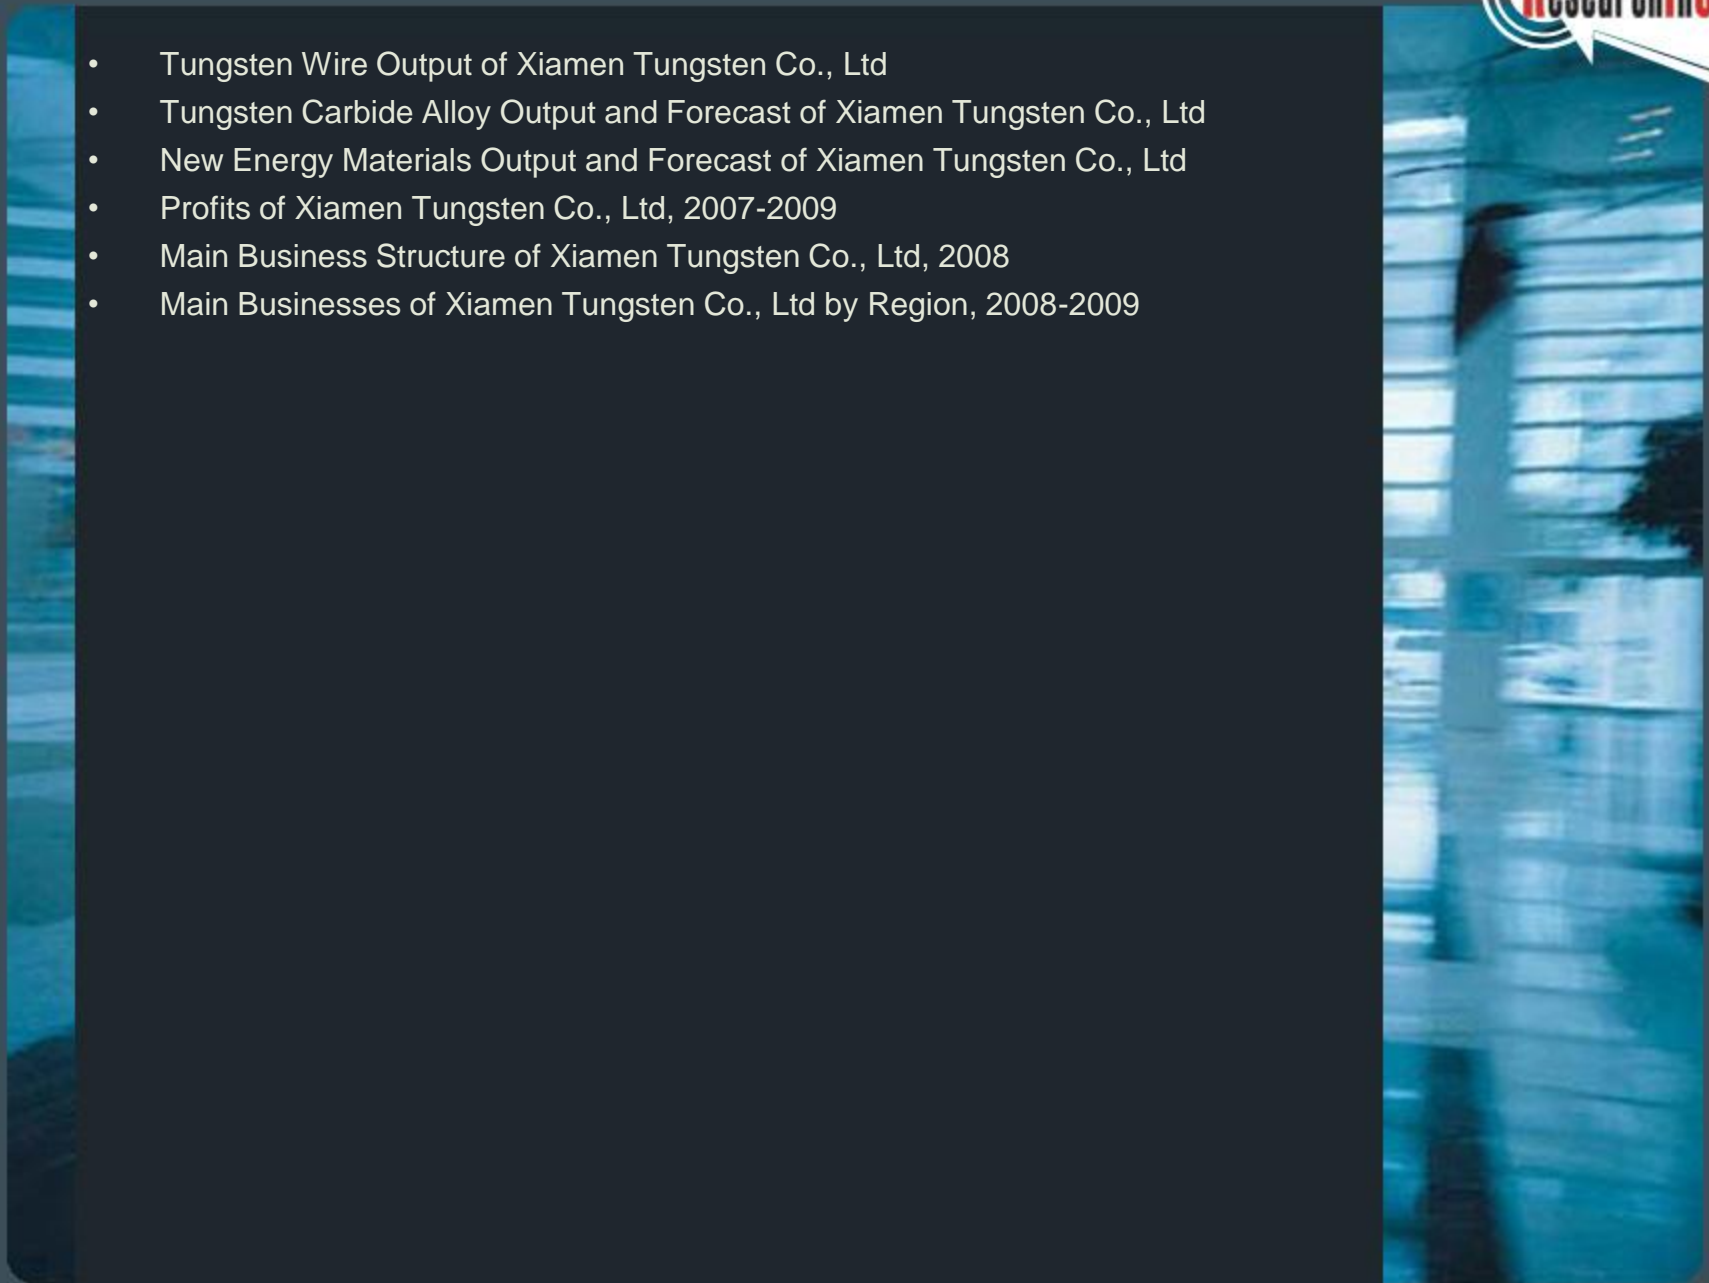 • Tungsten Wire Output of Xiamen Tungsten Co., Ltd
• Tungsten Carbide Alloy Output and Forecast of Xiamen Tungsten Co., Ltd
• New Energy Materials Output and Forecast of Xiamen Tungsten Co., Ltd
• Profits of Xiamen Tungsten Co., Ltd, 2007-2009
• Main Business Structure of Xiamen Tungsten Co., Ltd, 2008
• Main Businesses of Xiamen Tungsten Co., Ltd by Region, 2008-2009